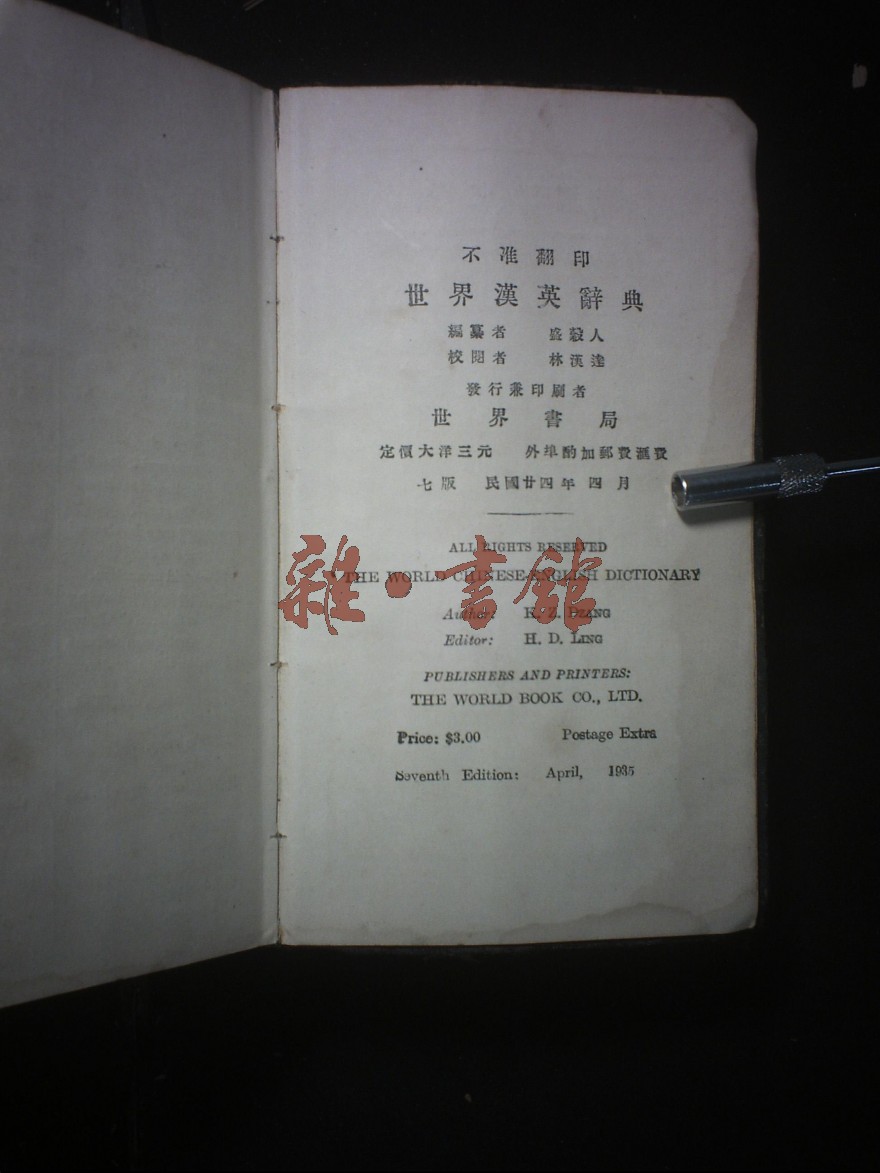 不准翻印
世界漢英辭典
編纂者 盛穀人
校閱者 林漢達
發行兼印刷者
世界書局
定價大洋三元 外埠酌加郵費匯費
七版 民國廿四年四月
ALL RIGHTS RESERVED
THE WORLD CHINESE-ENGLISH DICTIONARY
Author: K. Z. DZANG
Editor: H. D. LING
PUBLISHERS AND PRINTERS:
THE WORLD BOOK CO., LTD.
Price: $3.00 Postage Extra
Seventh Edition: April, 1935
雜·書館